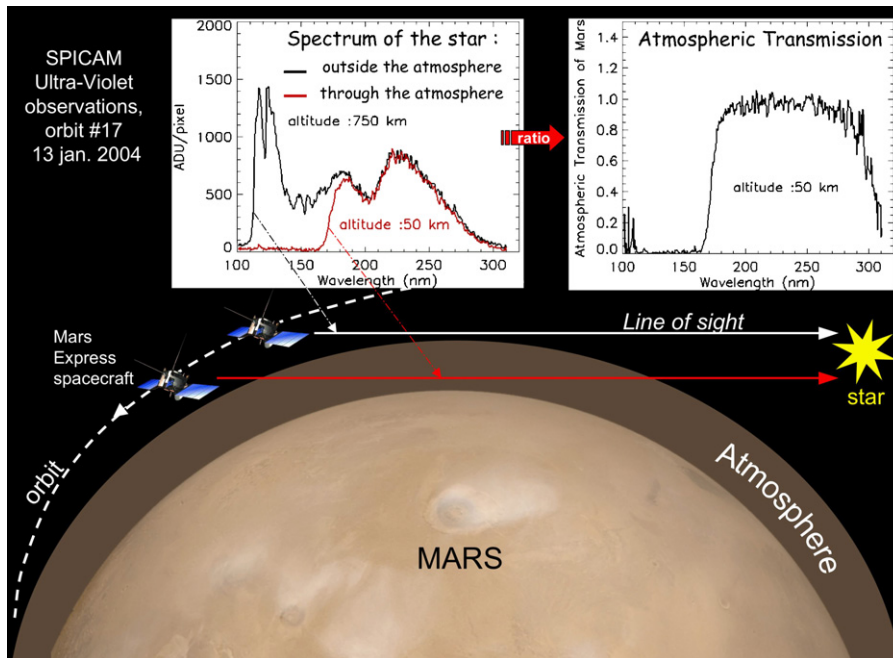 SPICAM
Ultra-Violet
observations,
orbit #17
13 jan. 2004
Spectrum of the star :
outside the atmosphere
through the atmosphere
altitude :750 km
altitude :50 km
ADU/pixel
2000
1500
1000
500
0
100
150
200
250
300
Wavelength (nm)
ratio
Atmospheric Transmission
Atmospheric Transmission of Mars
1.4
1.2
1.0
0.8
0.6
0.4
0.2
0.0
altitude :50 km
100
150
200
250
300
Wavelength (nm)
Line of sight
Mars
Express
spacecraft
star
orbit
Atmosphere
MARS